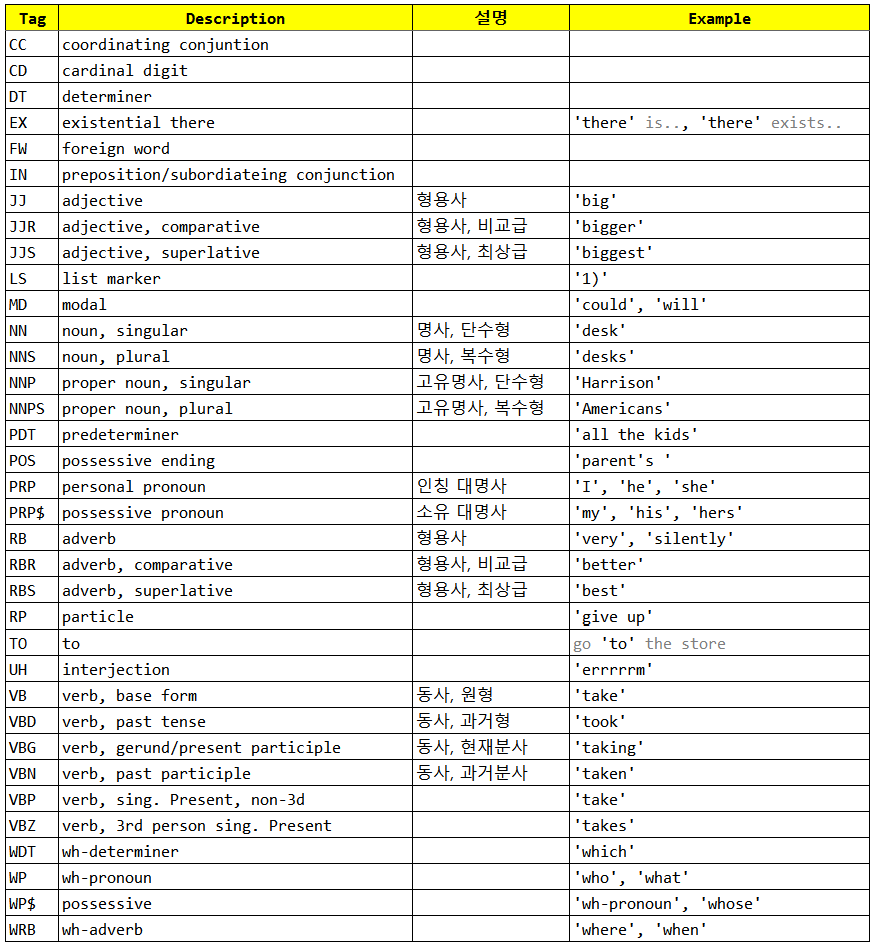 Tag Description 설명 Example
CC coordinating conjuntion
CD cardinal digit
DT determiner
EX existential there 'there' is.., 'there' exists..
FW foreign word
IN preposition/subordiateing conjunction
JJ adjective 형용사 'big'
JJR adjective, comparative 형용사, 비교급 'bigger'
JJS adjective, superlative 형용사, 최상급 'biggest'
LS list marker '1)'
MD modal 'could', 'will'
NN noun, singular 명사, 단수형 'desk'
NNS noun, plural 명사, 복수형 'desks'
NNP proper noun, singular 고유명사, 단수형 'Harrison'
NNPS proper noun, plural 고유명사, 복수형 'Americans'
PDT predeterminer 'all the kids'
POS possessive ending 'parent's '
PRP personal pronoun 인칭 대명사 'I', 'he', 'she'
PRP$ possessive pronoun 소유 대명사 'my', 'his', 'hers'
RB adverb 형용사 'very', 'silently'
RBR adverb, comparative 형용사, 비교급 'better'
RBS adverb, superlative 형용사, 최상급 'best'
RP particle 'give up'
TO to go 'to' the store
UH interjection 'errrrrm'
VB verb, base form 동사, 원형 'take'
VBD verb, past tense 동사, 과거형 'took'
VBG verb, gerund/present participle 동사, 현재분사 'taking'
VBN verb, past participle 동사, 과거분사 'taken'
VBP verb, sing. Present, non-3d 'take'
VBZ verb, 3rd person sing. Present 'takes'
WDT wh-determiner 'which'
WP wh-pronoun 'who', 'what'
WP$ possessive 'wh-pronoun', 'whose'
WRB wh-adverb 'where', 'when'